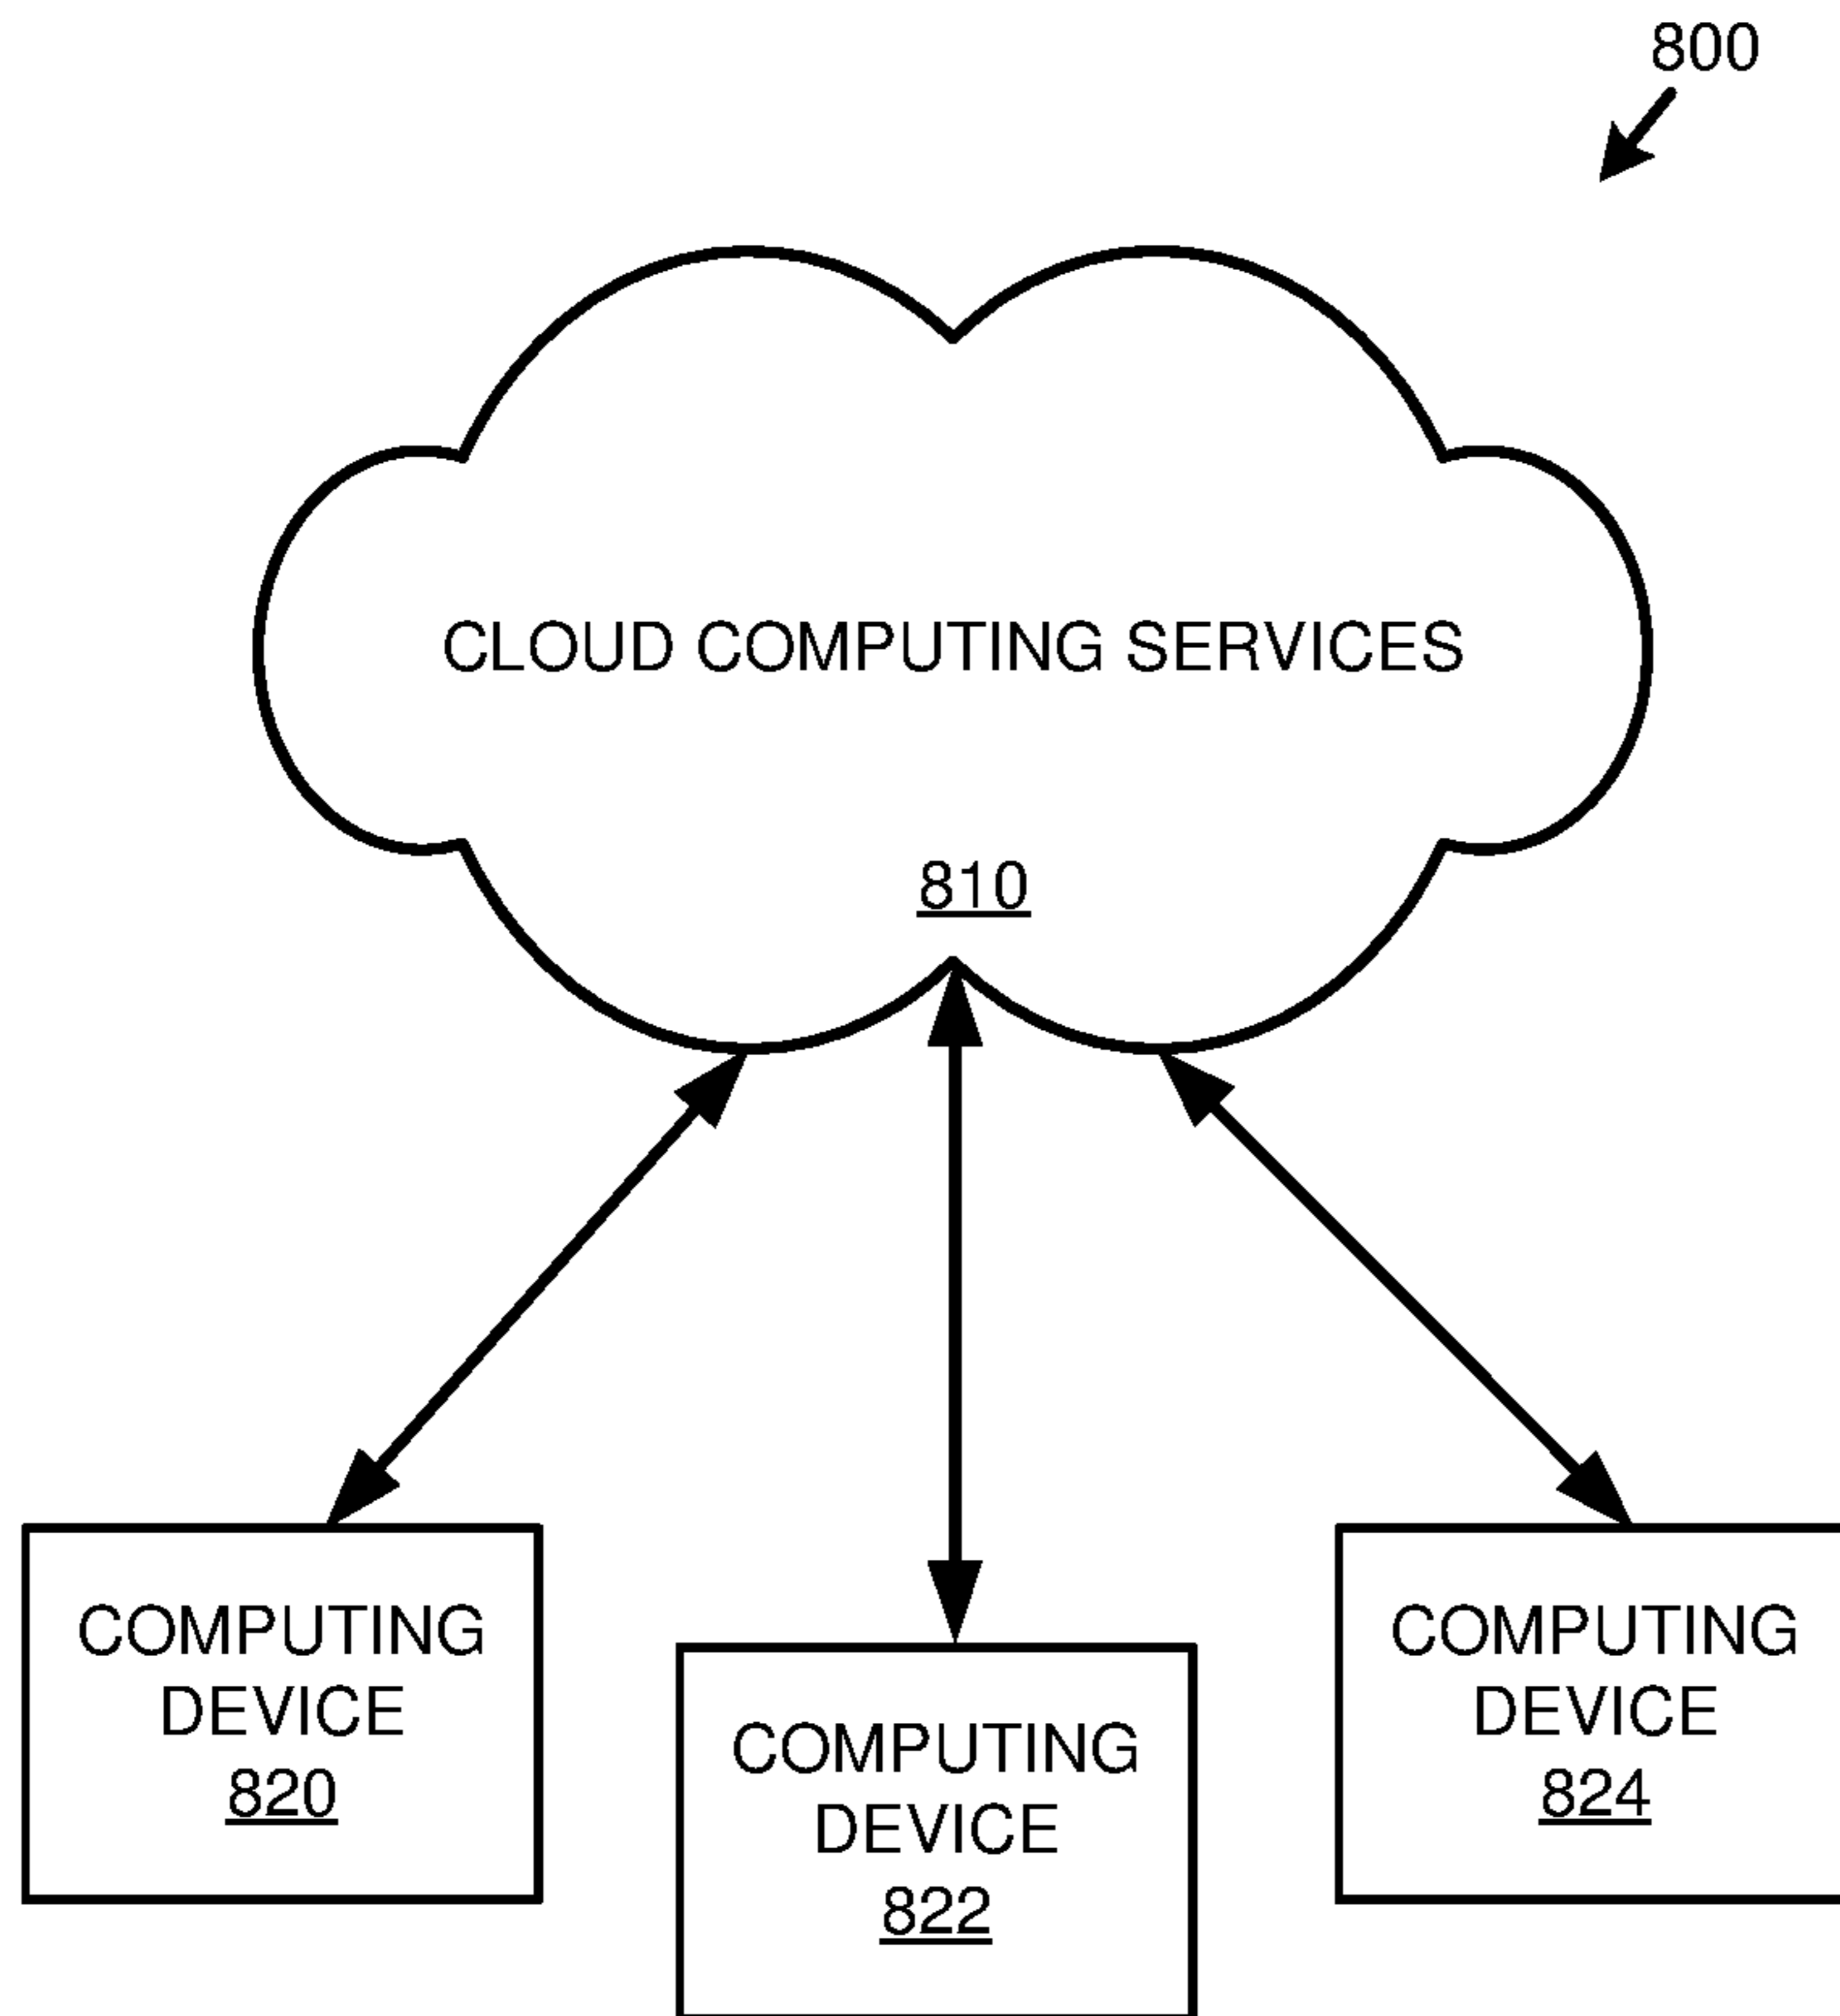 800
CLOUD COMPUTING SERVICES
810
COMPUTING
DEVICE
820
COMPUTING
DEVICE
822
COMPUTING
DEVICE
824